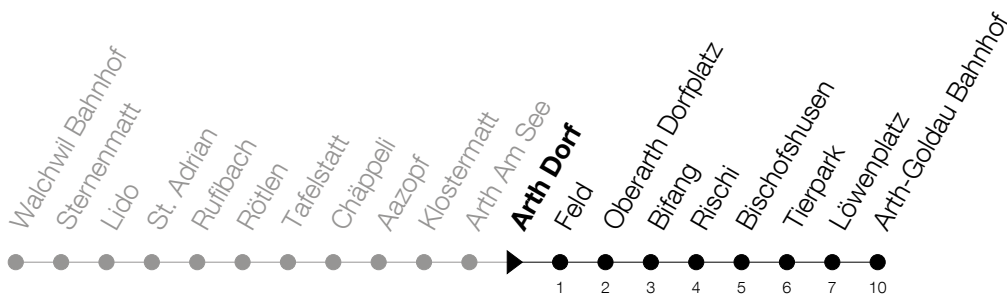 Walchwil Bahnhof
Sternenmatt
Lido
St. Adrian
Rufibach
Rötlen
Tafelstatt
Chäppeli
Aazopf
Klostermatt
Arth Am See
Arth Dorf
Feld
Oberarth Dorfplatz
Bifang
Rischi
Bischofshusen
Tierpark
Löwenplatz
Arth-Goldau Bahnhof
1 2 3 4 5 6 7 10